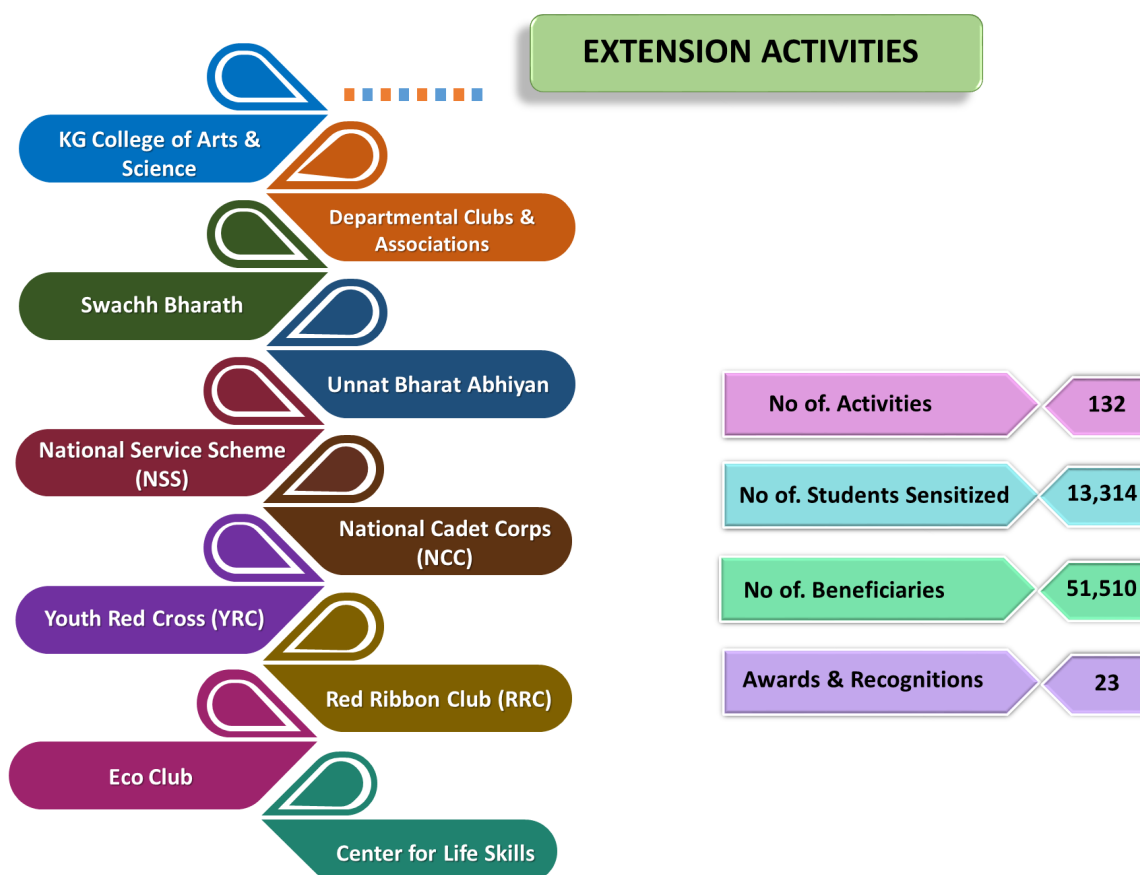 EXTENSION ACTIVITIES
KG College of Arts &
Science
Departmental Clubs &
Associations
Swachh Bharath
Unnat Bharat Abhiyan
National Service Scheme
(NSS)
National Cadet Corps
(NCC)
Youth Red Cross (YRC)
Red Ribbon Club (RRC)
Eco Club
Center for Life Skills
No of. Activities 132
No of. Students Sensitized 13,314
No of. Beneficiaries 51,510
Awards & Recognitions 23